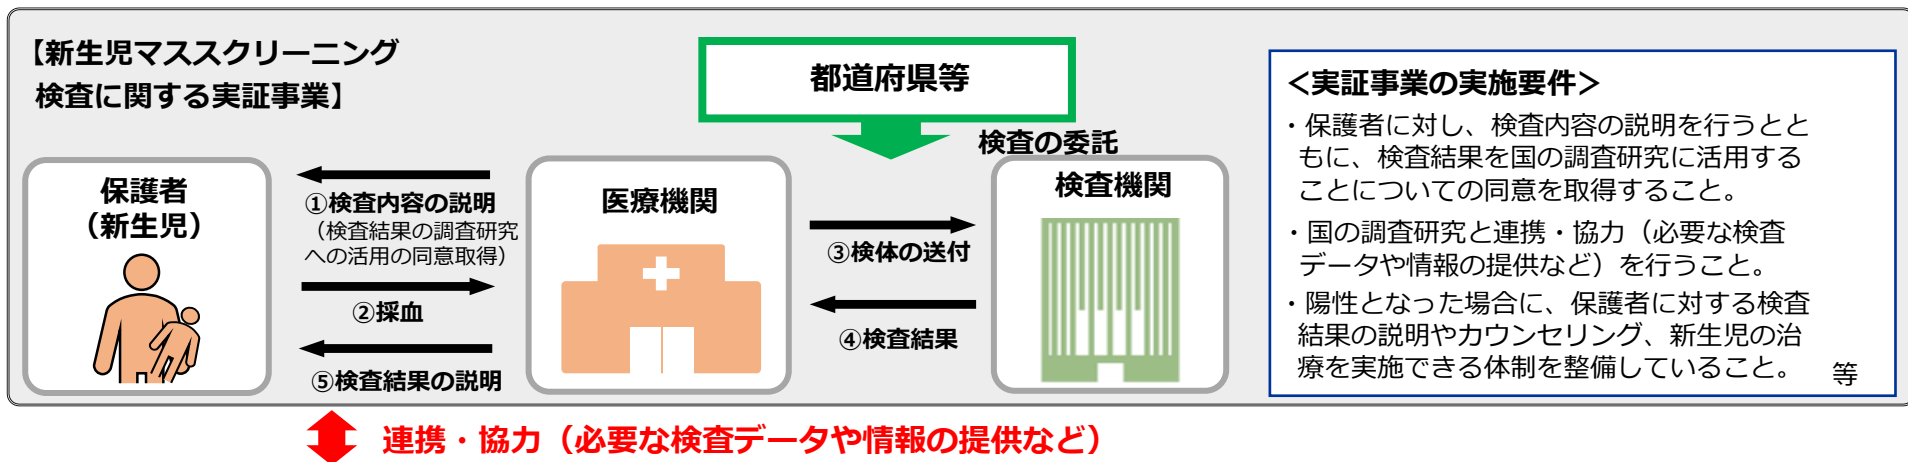 【新生児マススクリーニング
検査に関する実証事業】
都道府県等
検査の委託
保護者
（新生児）
①検査内容の説明
（検査結果の調査研究
への活用の同意取得）
②採血
⑤検査結果の説明
医療機関
③検体の送付
④検査結果
検査機関
＜実証事業の実施要件＞
・保護者に対し、検査内容の説明を行うとと
もに、検査結果を国の調査研究に活用する
ことについての同意を取得すること。
・国の調査研究と連携・協力（必要な検査
データや情報の提供など）を行うこと。
・陽性となった場合に、保護者に対する検査
結果の説明やカウンセリング、新生児の治
療を実施できる体制を整備していること。 等
連携・協力（必要な検査データや情報の提供など）